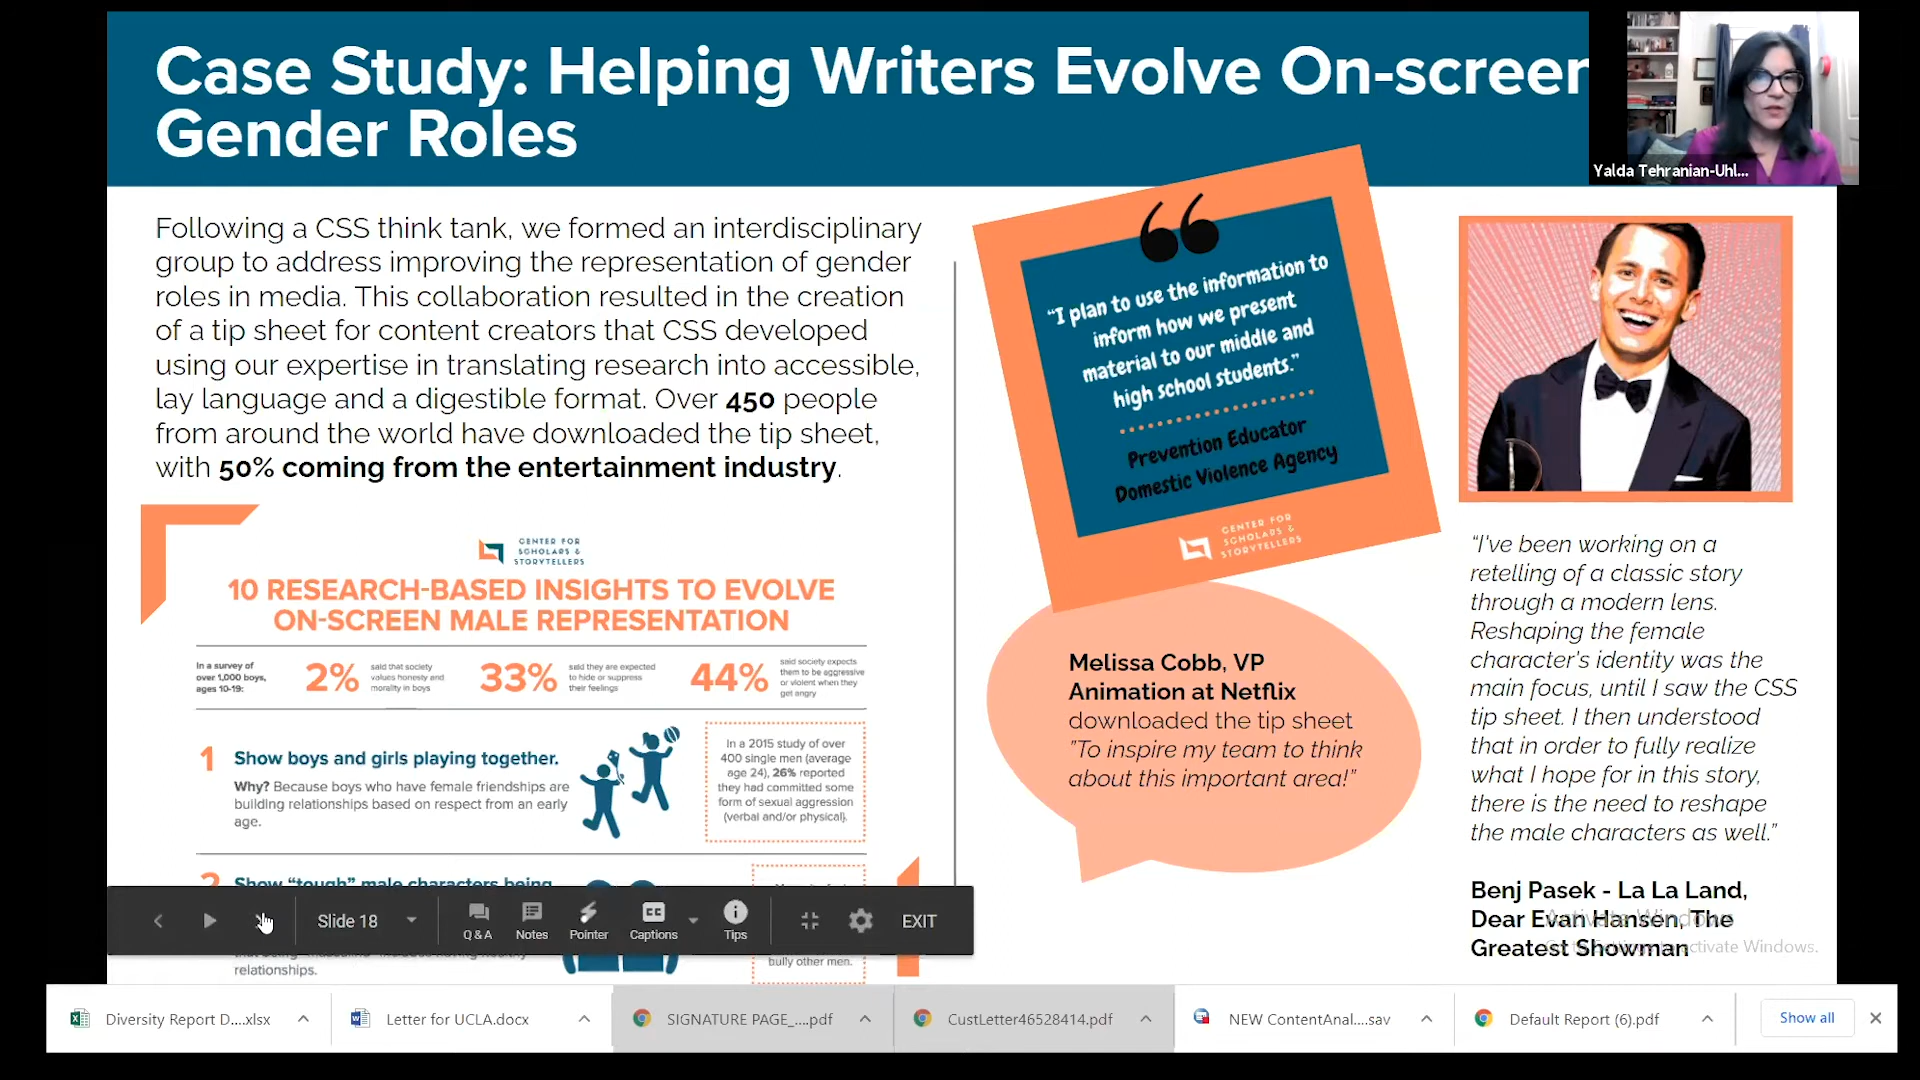 Case Study: Helping Writers Evolve On-screen
Gender Roles
Yalda Tehranian-Uhl...
Following a CSS think tank, we formed an interdisciplinary
group to address improving the representation of gender
roles in media. This collaboration resulted in the creation
of a tip sheet for content creators that CSS developed
using our expertise in translating research into accessible,
lay language and a digestible format. Over 450 people
from around the world have downloaded the tip sheet,
with 50% coming from the entertainment industry.
CENTER FOR
SCHOLARS &
STORYTELLERS
10 RESEARCH-BASED INSIGHTS TO EVOLVE
ON-SCREEN MALE REPRESENTATION
In a survey of
over 1,000 boys,
ages 10-19:
2%
said that society
values honesty and
morality in boys
33%
said they are expected
to hide or suppress
their feelings
44%
said society expects
them to be aggressive
or violent when they
get angry
1
Show boys and girls playing together.
Why? Because boys who have female friendships are
building relationships based on respect from an early
age.
In a 2015 study of over
400 single men (average
age 24), 26% reported
they had committed some
form of sexual aggression
(verbal and/or physical).
2
Show "tough" male characters being
relationships.
bully other men.
“I plan to use the information to
inform how we present
material to our middle and
high school students.”
Prevention Educator
Domestic Violence Agency
CENTER FOR
SCHOLARS &
STORYTELLERS
Melissa Cobb, VP
Animation at Netflix
downloaded the tip sheet
"To inspire my team to think
about this important area!"
“I've been working on a
retelling of a classic story
through a modern lens.
Reshaping the female
character's identity was the
main focus, until I saw the CSS
tip sheet. I then understood
that in order to fully realize
what I hope for in this story,
there is the need to reshape
the male characters as well.”
Benj Pasek - La La Land,
Dear Evan Hansen, The
Greatest Showman
Activate Windows
Go to Settings to activate Windows.
Slide 18
Q & A
Notes
Pointer
CC
Captions
Tips
EXIT
Diversity Report D....xlsx
Letter for UCLA.docx
SIGNATURE PAGE_....pdf
CustLetter46528414.pdf
NEW ContentAnal....sav
Default Report (6).pdf
Show all